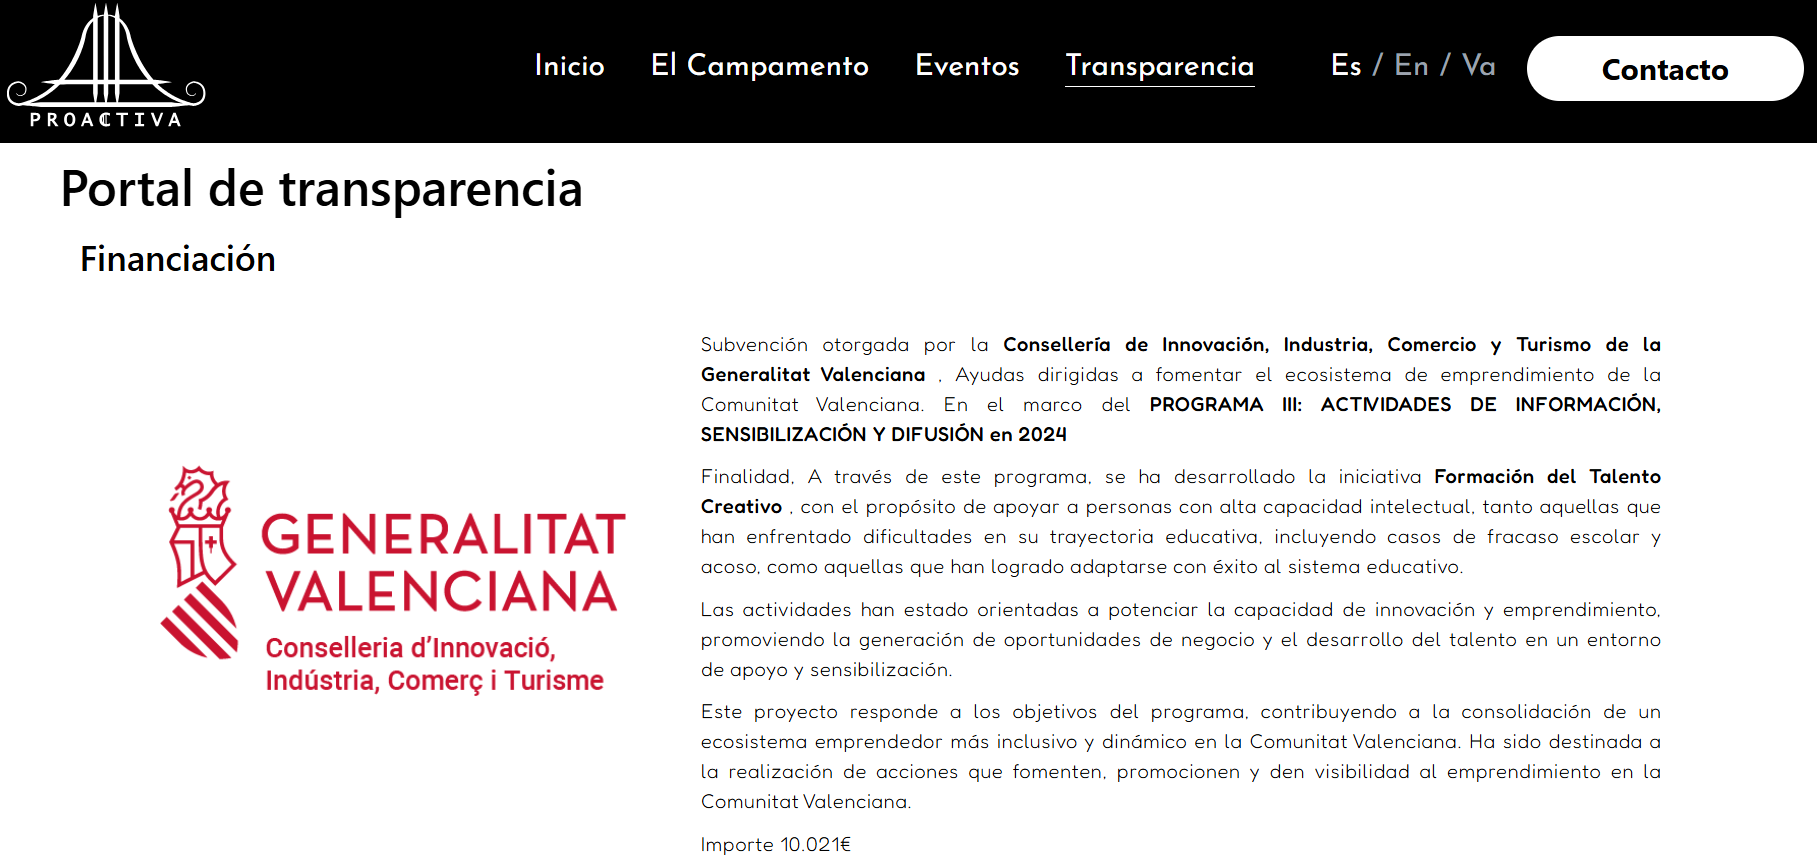 PROACTIVA
Inicio El Campamento Eventos Transparencia Es / En / Va Contacto
Portal de transparencia
Financiación
GENERALITAT
VALENCIANA
Conselleria d'Innovació,
Indústria, Comerç i Turisme
Subvención otorgada por la Consellería de Innovación, Industria, Comercio y Turismo de la
Generalitat Valenciana , Ayudas dirigidas a fomentar el ecosistema de emprendimiento de la
Comunitat Valenciana. En el marco del PROGRAMA III: ACTIVIDADES DE INFORMACIÓN,
SENSIBILIZACIÓN Y DIFUSIÓN en 2024
Finalidad, A través de este programa, se ha desarrollado la iniciativa Formación del Talento
Creativo , con el propósito de apoyar a personas con alta capacidad intelectual, tanto aquellas que
han enfrentado dificultades en su trayectoria educativa, incluyendo casos de fracaso escolar y
acoso, como aquellas que han logrado adaptarse con éxito al sistema educativo.
Las actividades han estado orientadas a potenciar la capacidad de innovación y emprendimiento,
promoviendo la generación de oportunidades de negocio y el desarrollo del talento en un entorno
de apoyo y sensibilización.
Este proyecto responde a los objetivos del programa, contribuyendo a la consolidación de un
ecosistema emprendedor más inclusivo y dinámico en la Comunitat Valenciana. Ha sido destinada a
la realización de acciones que fomenten, promocionen y den visibilidad al emprendimiento en la
Comunitat Valenciana.
Importe 10.021€